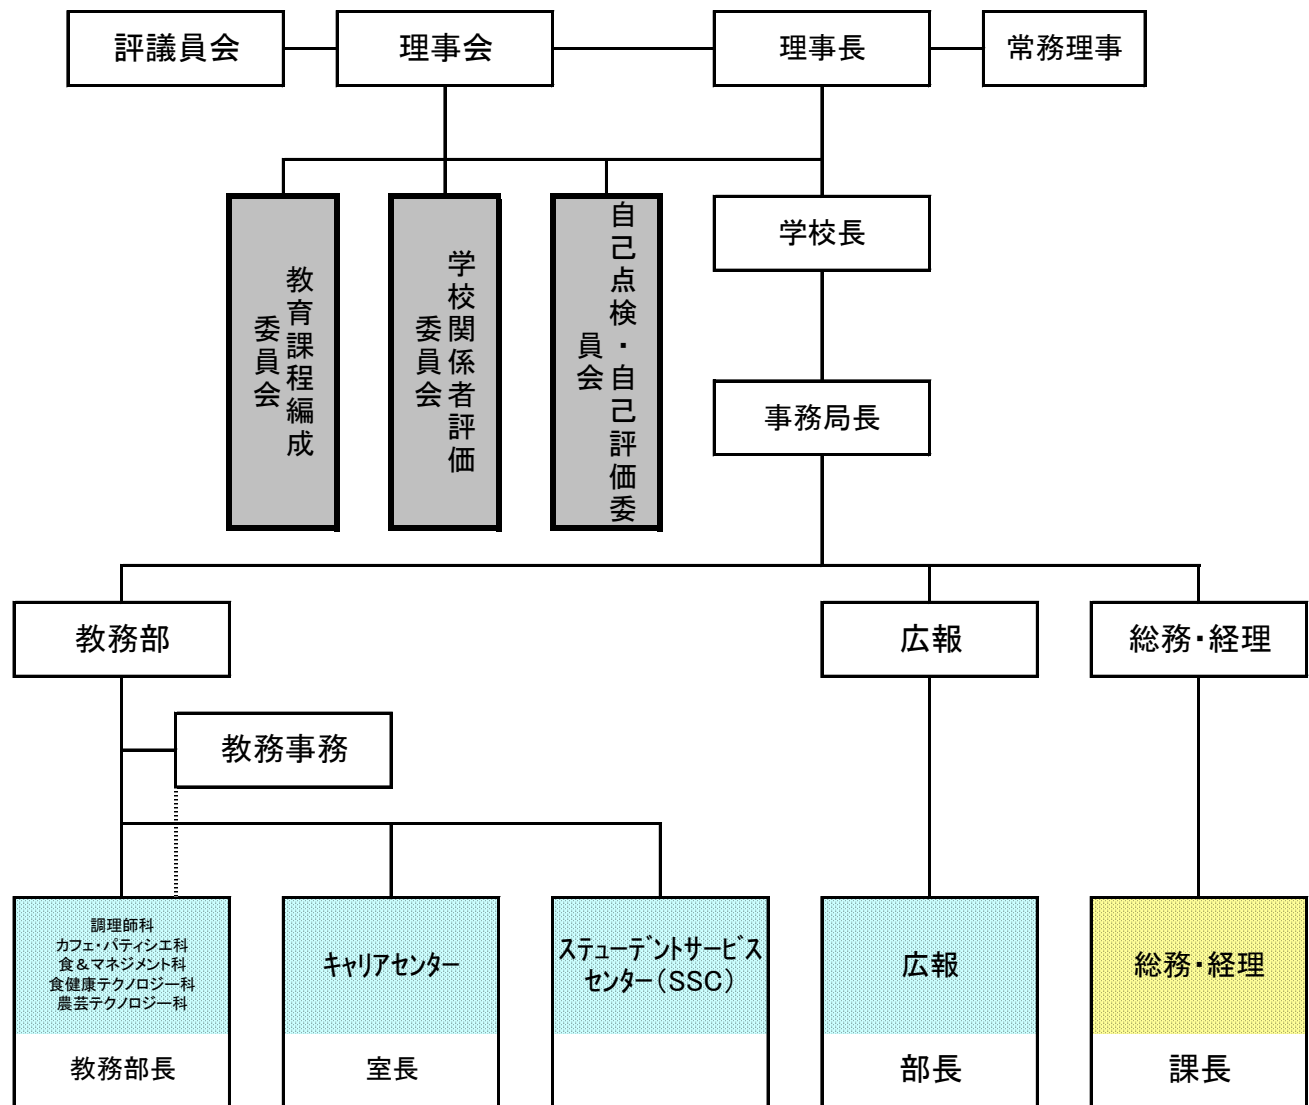 評議員会
理事会
理事長
常務理事
教育課程編成
委員会
学校関係者評価
委員会
自己点検・自己評価委
員会
学校長
事務局長
教務部
広報
総務・経理
教務事務
調理師科
カフェ・パティシエ科
食&マネジメント科
食健康テクノロジー科
農芸テクノロジー科
教務部長
キャリアセンター
室長
ステューデントサービス
センター(SSC)
広報
部長
総務・経理
課長